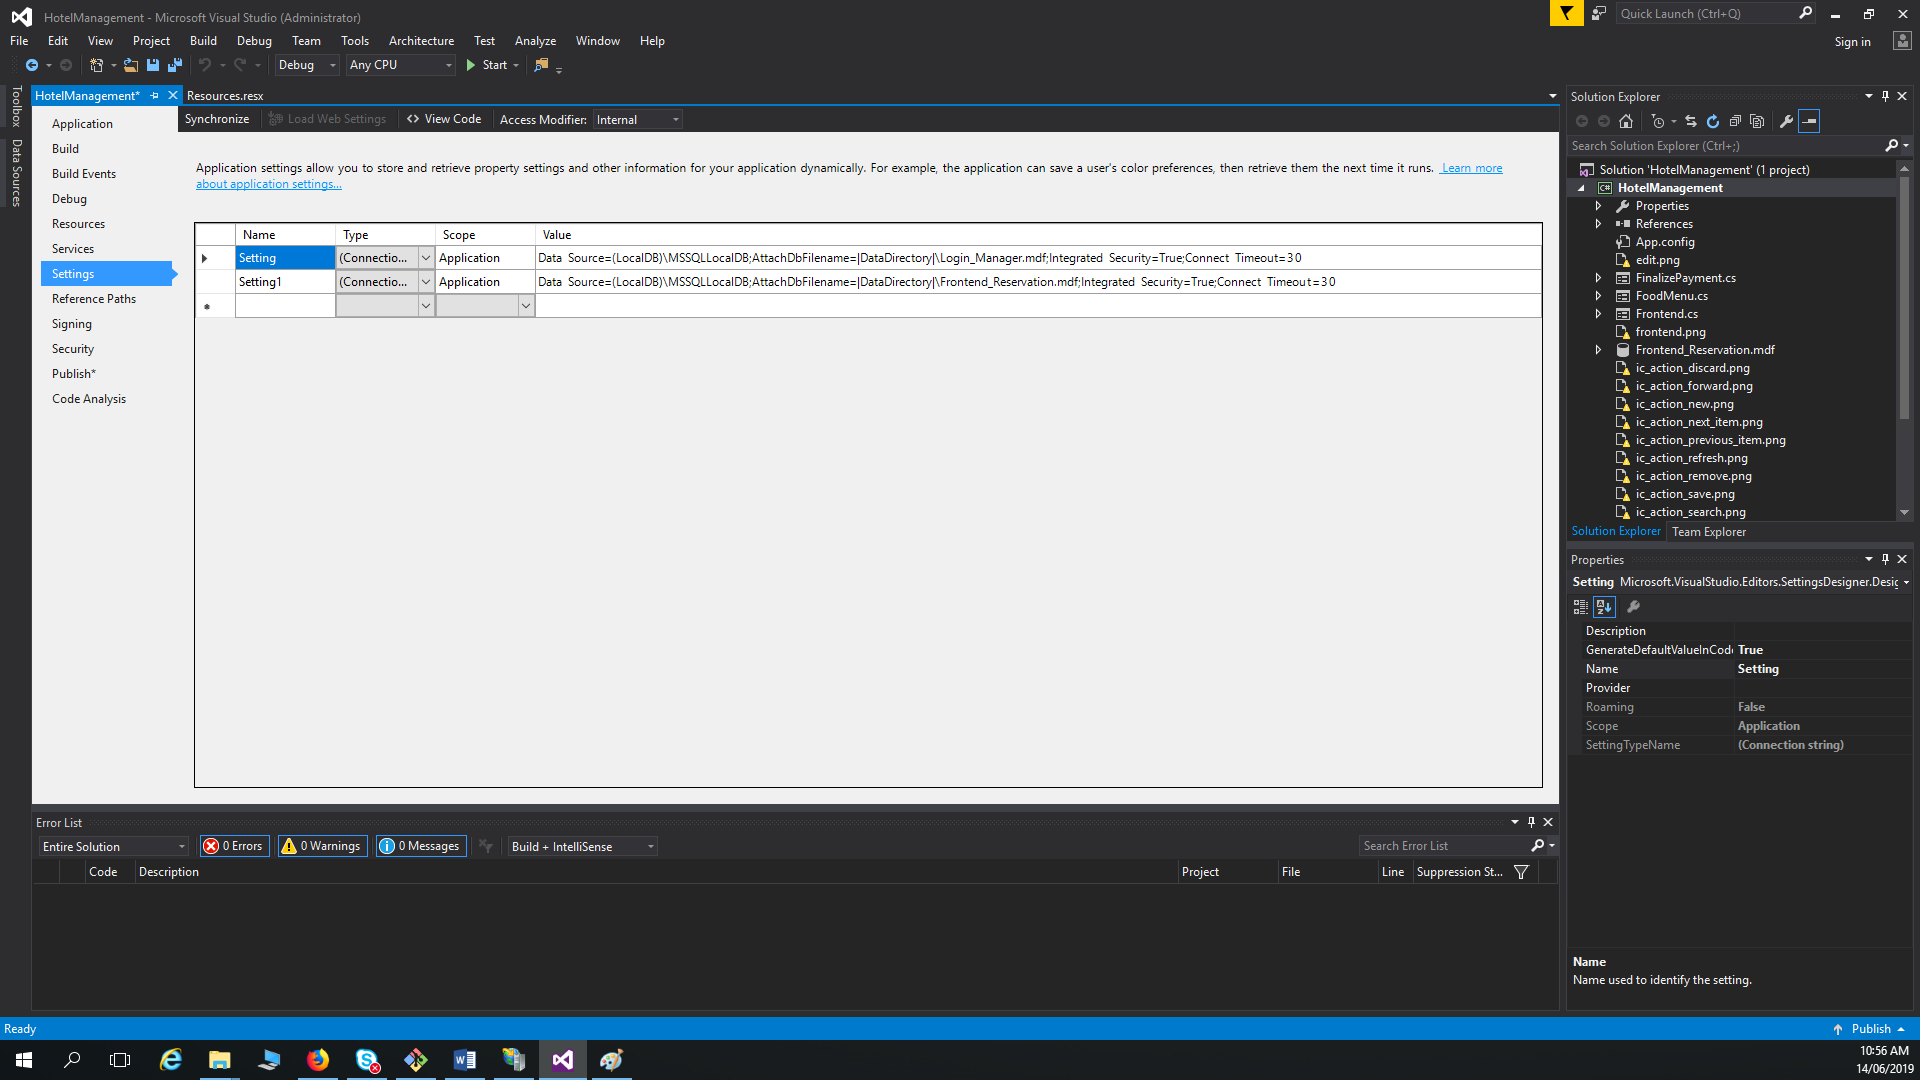 HotelManagement - Microsoft Visual Studio (Administrator)
Quick Launch (Ctrl+Q)
File Edit View Project Build Debug Team Tools Architecture Test Analyze Window Help
Sign in
Debug Any CPU Start
Toolbox
Data Sources
HotelManagement* Resources.resx
Application
Build
Build Events
Debug
Resources
Services
Settings
Reference Paths
Signing
Security
Publish*
Code Analysis
Synchronize Load Web Settings View Code Access Modifier: Internal
Application settings allow you to store and retrieve property settings and other information for your application dynamically. For example, the application can save a user's color preferences, then retrieve them the next time it runs. Learn more
about application settings...
Name Type Scope Value
Setting (Connectio... Application Data Source=(LocalDB)\MSSQLLocalDB;AttachDbFilename=|DataDirectory|\Login_Manager.mdf;Integrated Security=True;Connect Timeout=30
Setting1 (Connectio... Application Data Source=(LocalDB)\MSSQLLocalDB;AttachDbFilename=|DataDirectory|\Frontend_Reservation.mdf;Integrated Security=True;Connect Timeout=30
Solution Explorer
Search Solution Explorer (Ctrl+;)
Solution 'HotelManagement' (1 project)
HotelManagement
Properties
References
App.config
edit.png
FinalizePayment.cs
FoodMenu.cs
Frontend.cs
frontend.png
Frontend_Reservation.mdf
ic_action_discard.png
ic_action_forward.png
ic_action_new.png
ic_action_next_item.png
ic_action_previous_item.png
ic_action_refresh.png
ic_action_remove.png
ic_action_save.png
ic_action_search.png
Solution Explorer Team Explorer
Properties
Setting Microsoft.VisualStudio.Editors.SettingsDesigner.Desig
Description
GenerateDefaultValueInCode True
Name Setting
Provider
Roaming False
Scope Application
SettingTypeName (Connection string)
Name
Name used to identify the setting.
Error List
Entire Solution 0 Errors 0 Warnings 0 Messages Build + IntelliSense Search Error List
Code Description Project File Line Suppression St...
Ready
Publish
10:56 AM
14/06/2019